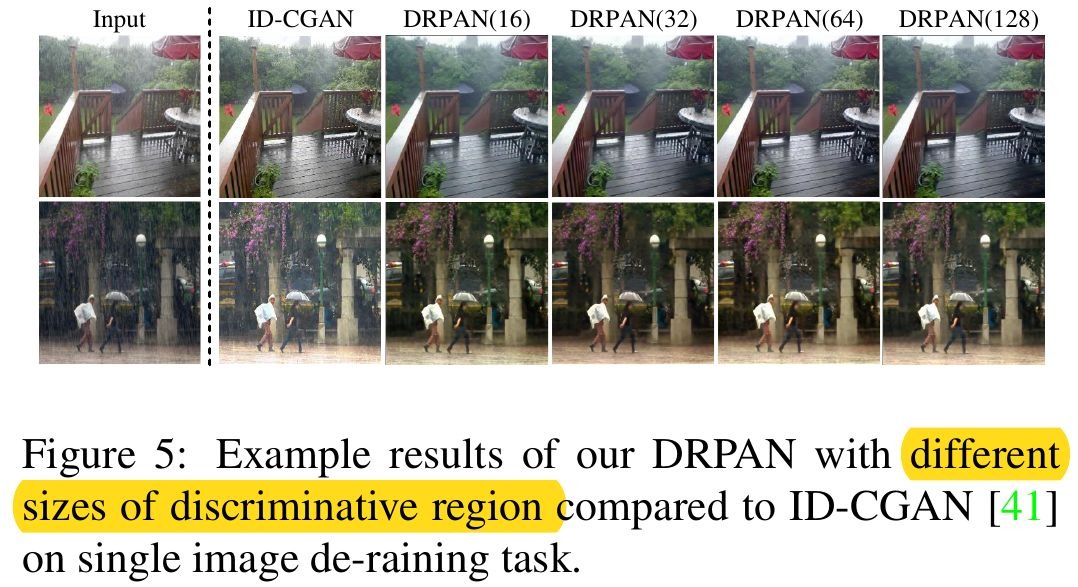 Input ID-CGAN DRPAN(16) DRPAN(32) DRPAN(64) DRPAN(128)
Figure 5: Example results of our DRPAN with different
sizes of discriminative region compared to ID-CGAN [41]
on single image de-raining task.